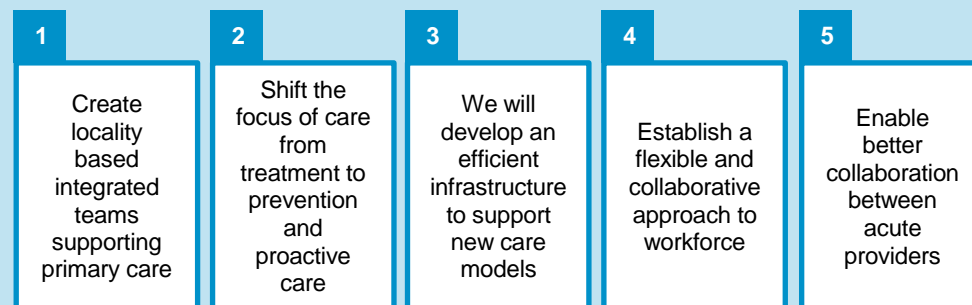 1
Create
locality
based
integrated
teams
supporting
primary care
2
Shift the
focus of care
from
treatment to
prevention
and
proactive
care
3
We will
develop an
efficient
infrastructure
to support
new care
models
4
Establish a
flexible and
collaborative
approach to
workforce
5
Enable
better
collaboration
between
acute
providers